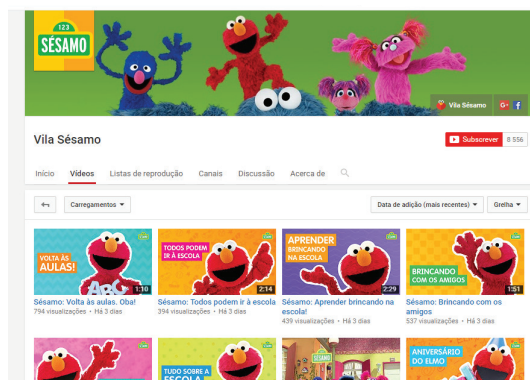 123
SÉSAMO
Vila Sésamo G+ f
Vila Sésamo
Subscrever 8 556
Início Vídeos Listas de reprodução Canais Discussão Acerca de
Carregamentos Data de adição (mais recentes) Grelha
VOLTA ÀS
AULAS!
ABC
1:10
TODOS PODEM
IR À ESCOLA
2:14
APRENDER
BRINCANDO
NA ESCOLA
2:29
BRINCANDO
COM OS AMIGOS
1:51
Sésamo: Volta às aulas. Oba!
794 visualizações • Há 3 dias
Sésamo: Todos podem ir à escola
394 visualizações • Há 3 dias
Sésamo: Aprender brincando na
escola!
439 visualizações • Há 3 dias
Sésamo: Brincando com os
amigos
537 visualizações • Há 3 dias
TUDO SOBRE A
ESCOLA
SÉSAMO
ANIVERSÁRIO
DO ELMO